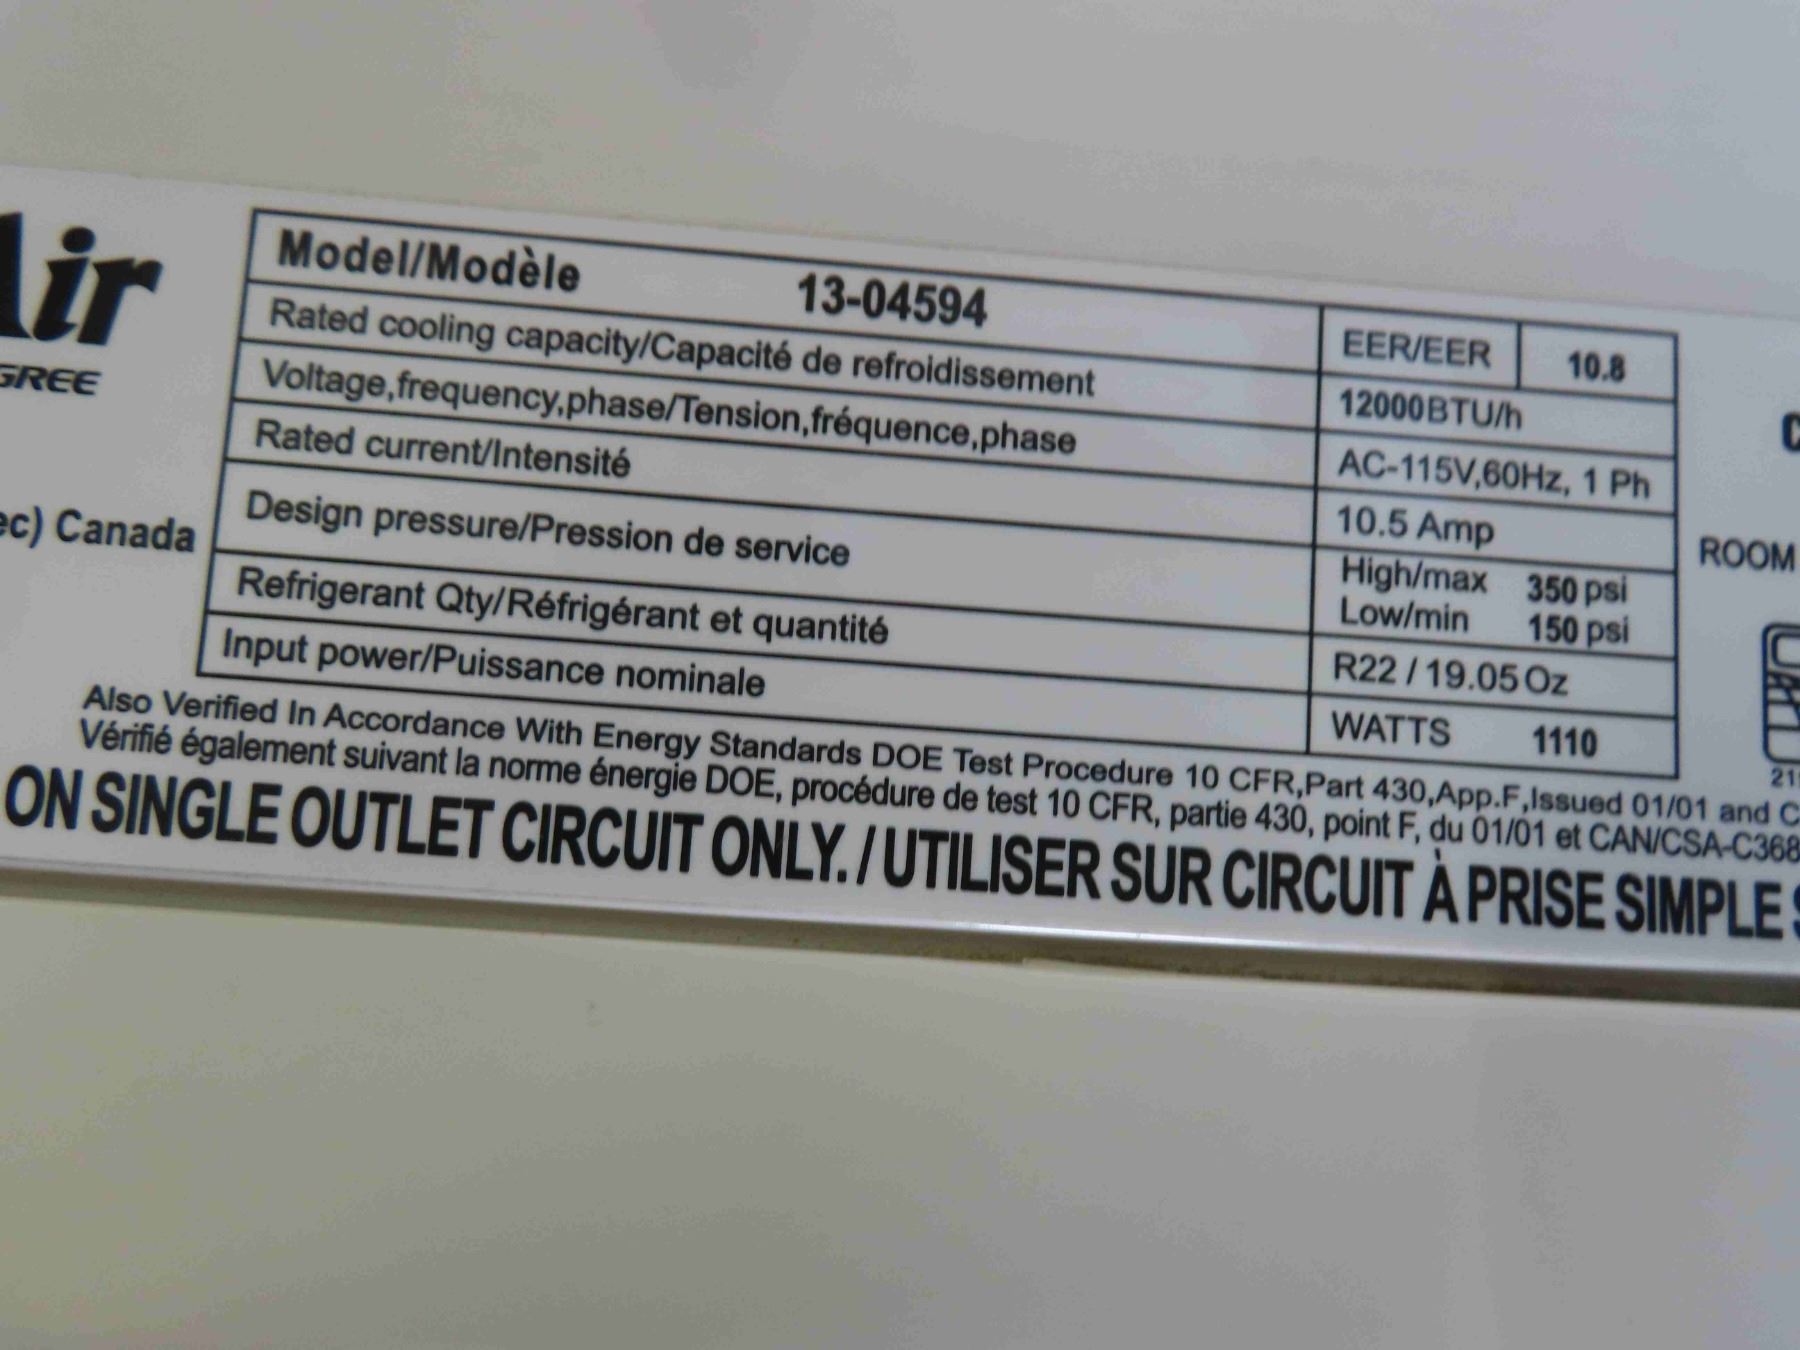 Air
GREE
ec) Canada
Model/Modèle 13-04594 EER/EER 10.8
Rated cooling capacity/Capacité de refroidissement 12000BTU/h
Voltage,frequency,phase/Tension,fréquence,phase AC-115V,60Hz, 1 Ph
Rated current/Intensité 10.5 Amp
Design pressure/Pression de service High/max 350 psi
Low/min 150 psi
Refrigerant Qty/Réfrigérant et quantité R22 / 19.05 Oz
Input power/Puissance nominale WATTS 1110
ROOM
Also Verified In Accordance With Energy Standards DOE Test Procedure 10 CFR,Part 430,App.F,Issued 01/01 and C
Vérifié également suivant la norme énergie DOE, procédure de test 10 CFR, partie 430, point F, du 01/01 et CAN/CSA-C368
ON SINGLE OUTLET CIRCUIT ONLY. / UTILISER SUR CIRCUIT À PRISE SIMPLE